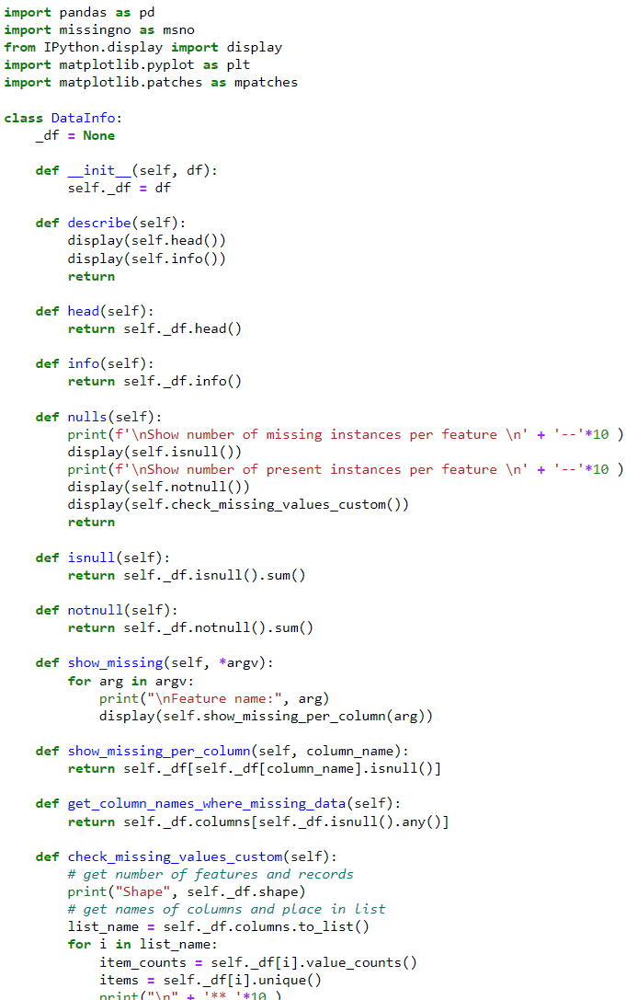 import pandas as pd
import missingno as msno
from IPython.display import display
import matplotlib.pyplot as plt
import matplotlib.patches as mpatches

class DataInfo:
    _df = None

    def __init__(self, df):
        self._df = df

    def describe(self):
        display(self.head())
        display(self.info())
        return

    def head(self):
        return self._df.head()

    def info(self):
        return self._df.info()

    def nulls(self):
        print(f'\nShow number of missing instances per feature \n' + '--'*10 )
        display(self.isnull())
        print(f'\nShow number of present instances per feature \n' + '--'*10 )
        display(self.notnull())
        display(self.check_missing_values_custom())
        return

    def isnull(self):
        return self._df.isnull().sum()

    def notnull(self):
        return self._df.notnull().sum()

    def show_missing(self, *argv):
        for arg in argv:
            print("\nFeature name:", arg)
            display(self.show_missing_per_column(arg))

    def show_missing_per_column(self, column_name):
        return self._df[self._df[column_name].isnull()]

    def get_column_names_where_missing_data(self):
        return self._df.columns[self._df.isnull().any()]

    def check_missing_values_custom(self):
        # get number of features and records
        print("Shape", self._df.shape)
        # get names of columns and place in list
        list_name = self._df.columns.to_list()
        for i in list_name:
            item_counts = self._df[i].value_counts()
            items = self._df[i].unique()
            print("\n" + '** '*10 )